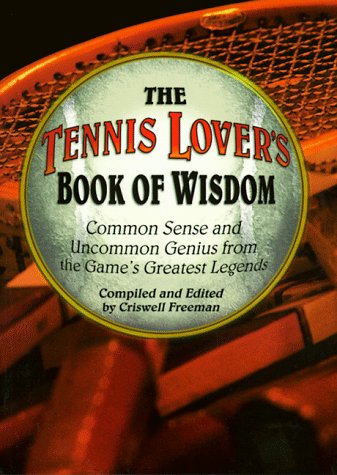 THE
TENNIS LOVER'S
BOOK OF WISDOM
Common Sense and
Uncommon Genius from
the Game's Greatest Legends
Compiled and Edited
by Criswell Freeman